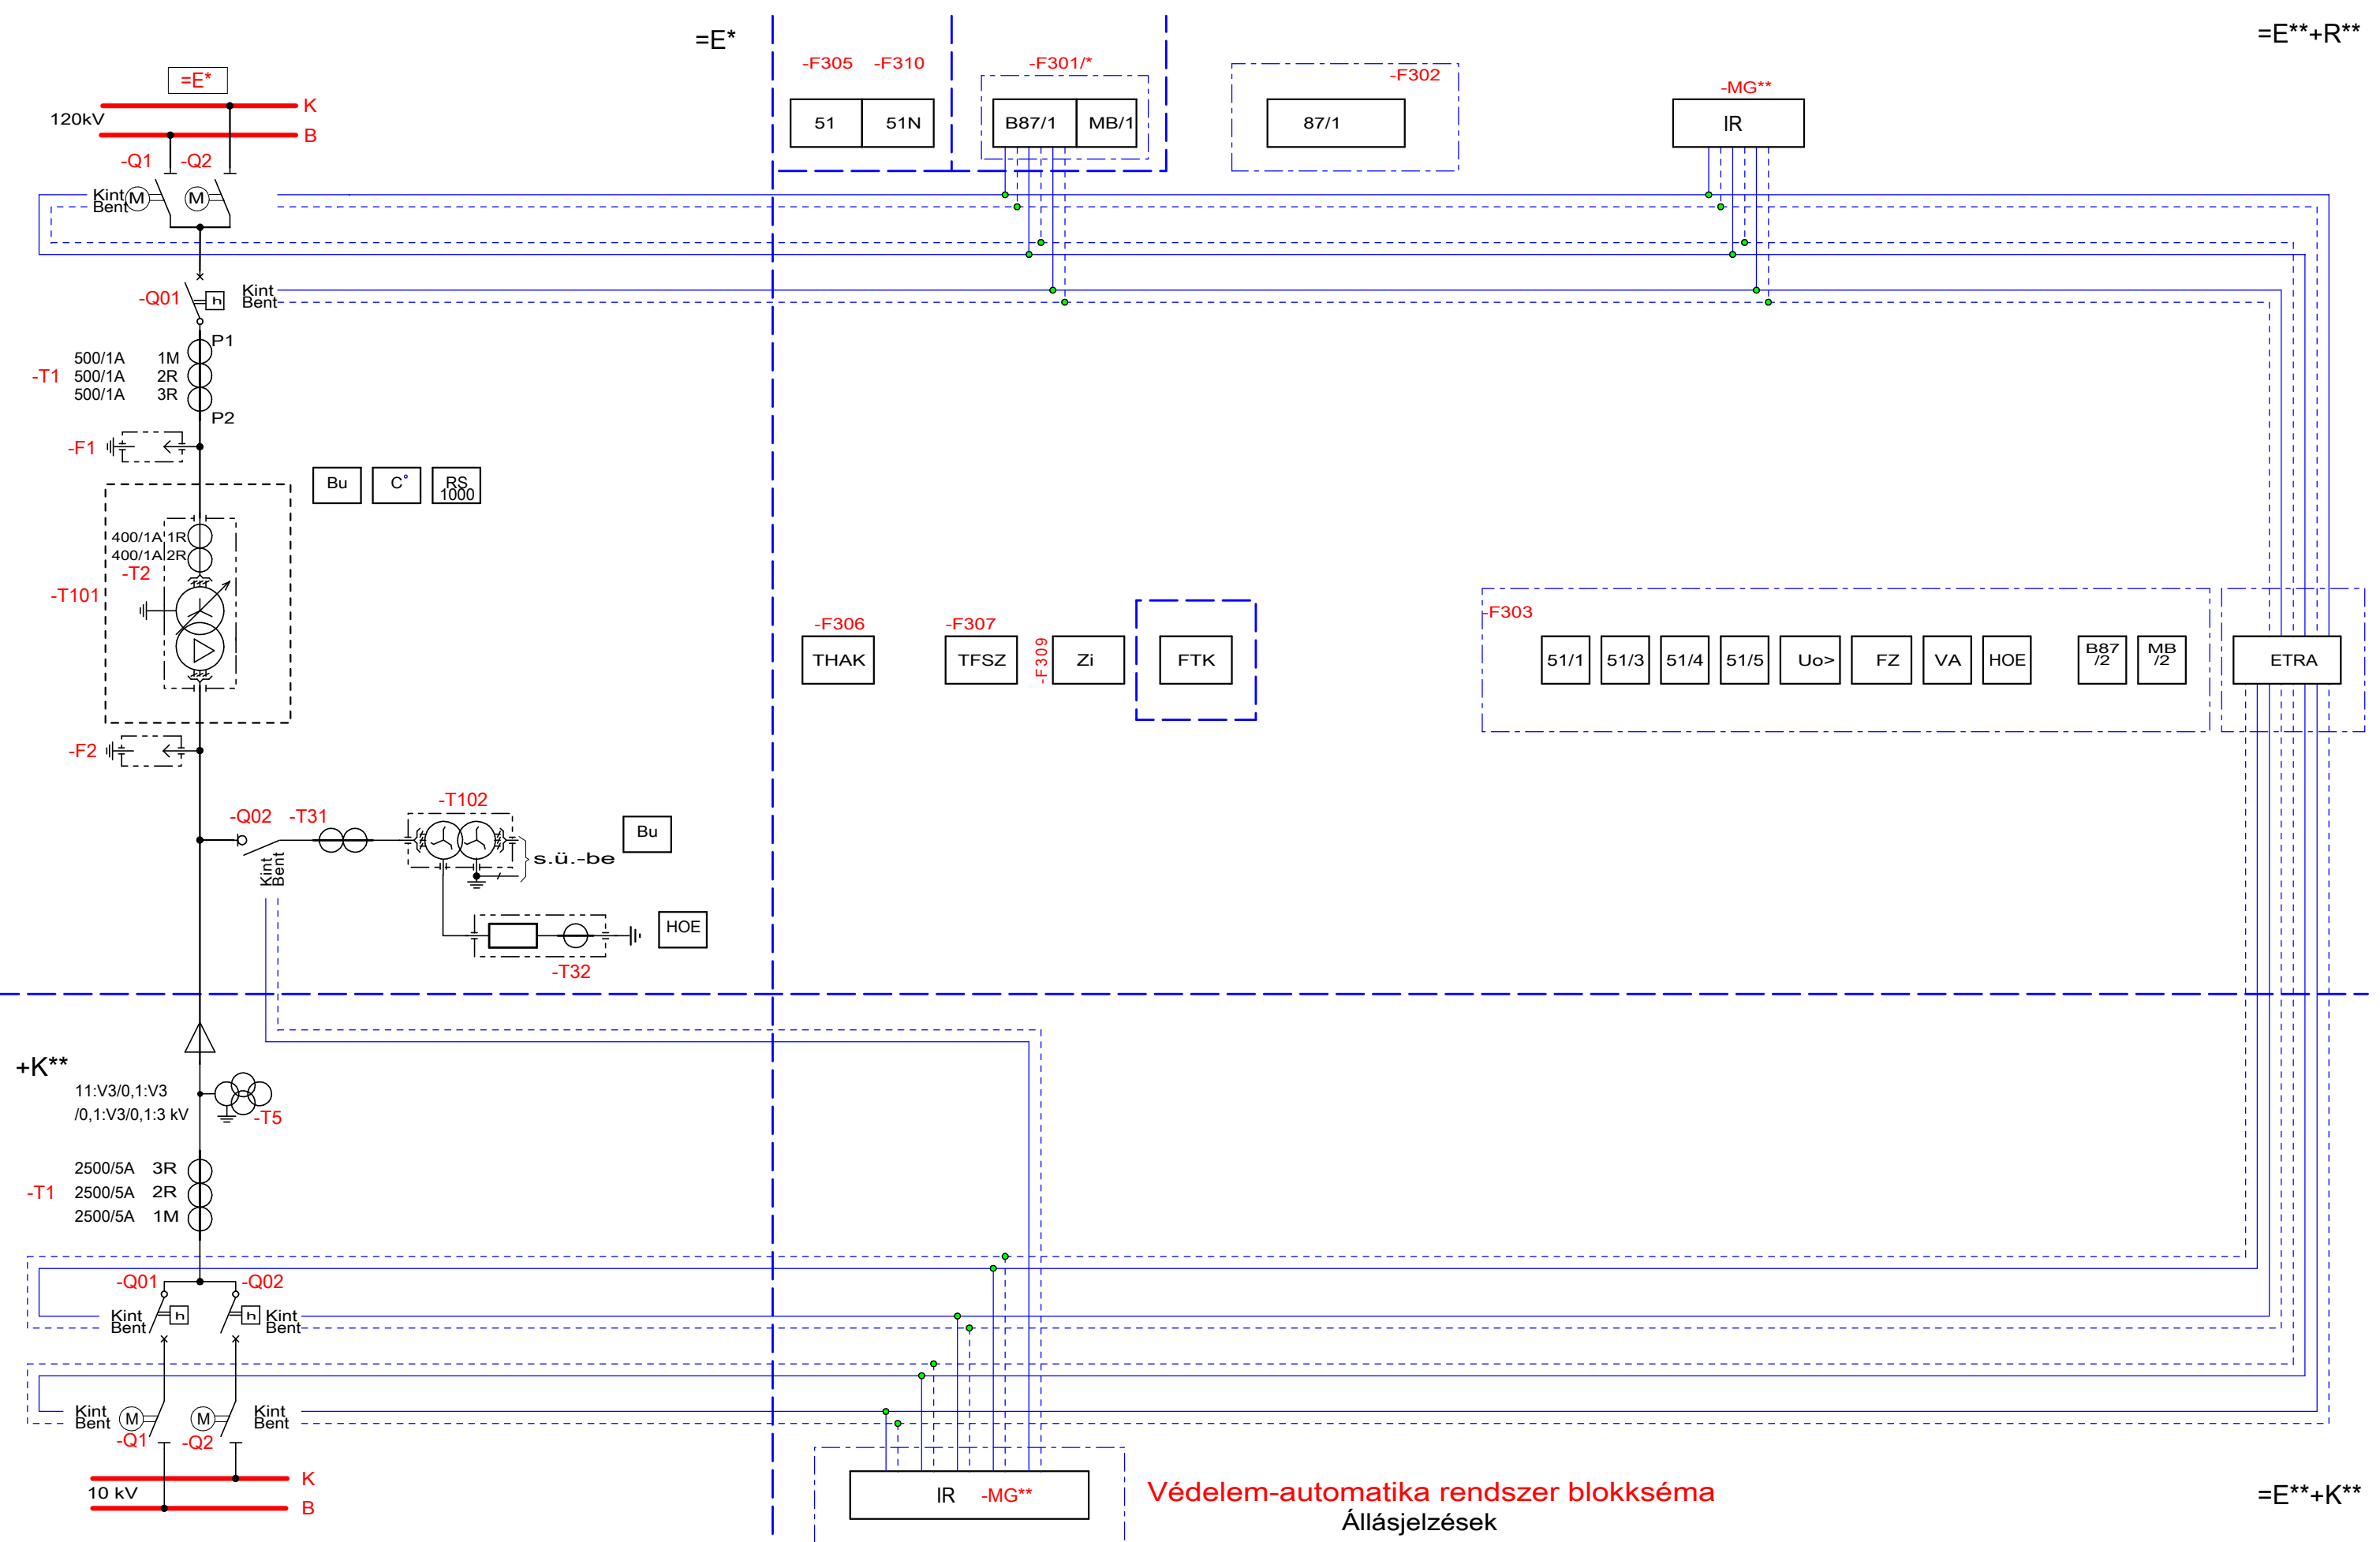 =E*
=E**+R**
-F305 -F310
-F301/*
-F302
-MG**
=E*
K
120kV
B
51 51N
B87/1 MB/1
87/1
IR
-Q1 -Q2
Kint
Bent
M M
-Q01
h
Kint
Bent
P1
500/1A 1M
-T1 500/1A 2R
500/1A 3R
P2
-F1
Bu
C°
RS
1000
400/1A 1R
400/1A 2R
-T2
-T101
-F306
THAK
-F307
TFSZ
-F309
Zi
FTK
-F303
51/1
51/3
51/4
51/5
Uo>
FZ
VA
HOE
B87
/2
MB
/2
ETRA
-F2
-Q02 -T31
-T102
Bu
Kint
Bent
s.ü.-be
HOE
-T32
+K**
11:V3/0,1:V3
/0,1:V3/0,1:3 kV
-T5
2500/5A 3R
-T1 2500/5A 2R
2500/5A 1M
-Q01 -Q02
Kint
Bent
h
h
Kint
Bent
Kint
Bent
M
M
Kint
Bent
-Q1 -Q2
K
10 kV
B
IR -MG**
Védelem-automatika rendszer blokkséma
Állásjelzések
=E**+K**